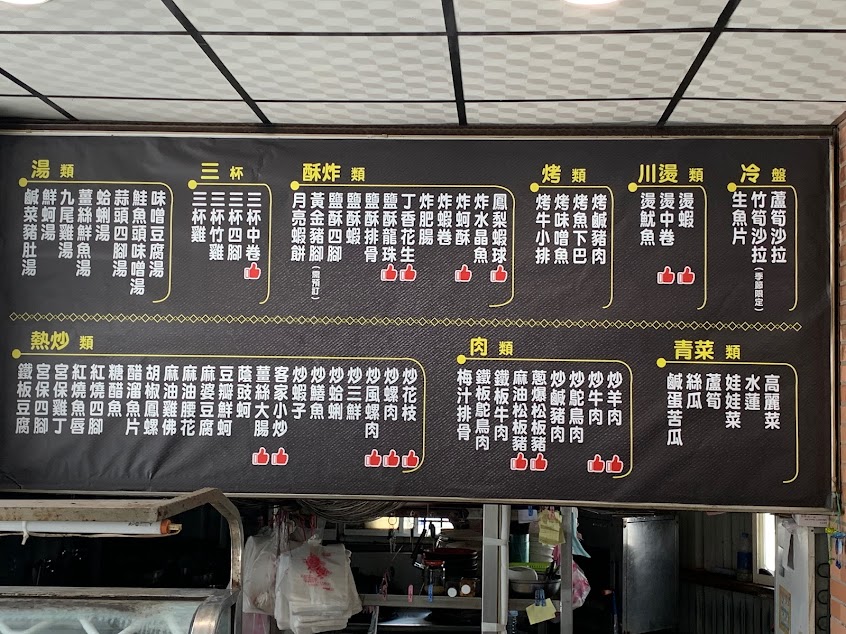 冷盤
蘆筍沙拉
竹筍沙拉(季節限定)
生魚片
川燙類
燙蝦
燙中卷
燙魷魚
烤類
烤鹹豬肉
烤魚下巴
烤味噌魚
烤牛小排
酥炸類
鳳梨蝦球
炸水晶魚
炸蚵酥
炸蝦卷
炸肥腸
丁香花生
鹽酥龍珠
鹽酥排骨
鹽酥蝦
鹽酥四腳
黃金豬腳(需預訂)
月亮蝦餅
三杯
三杯中卷
三杯四腳
三杯竹雞
三杯雞
湯類
味噌豆腐湯
鮭魚頭味噌湯
蒜頭四腳湯
蛤蜊湯
薑絲鮮魚湯
九尾雞湯
鮮蚵湯
鹹菜豬肚湯
青菜類
高麗菜
水蓮
娃娃菜
蘆筍
絲瓜
鹹蛋苦瓜
肉類
炒羊肉
炒牛肉
炒鴕鳥肉
炒鹹豬肉
蔥爆松板豬
麻油松板豬
鐵板牛肉
鐵板鴕鳥肉
梅汁排骨
熱炒類
炒花枝
炒螺肉
炒風螺肉
炒三鮮
炒蛤蜊
炒鱔魚
炒蝦子
客家小炒
薑絲大腸
蔭豉蚵
豆瓣鮮蚵
麻婆豆腐
麻油腰花
麻油雞佛
胡椒鳳螺
醋溜魚片
糖醋魚
紅燒四腳
紅燒魚唇
宮保雞丁
宮保四腳
鐵板豆腐